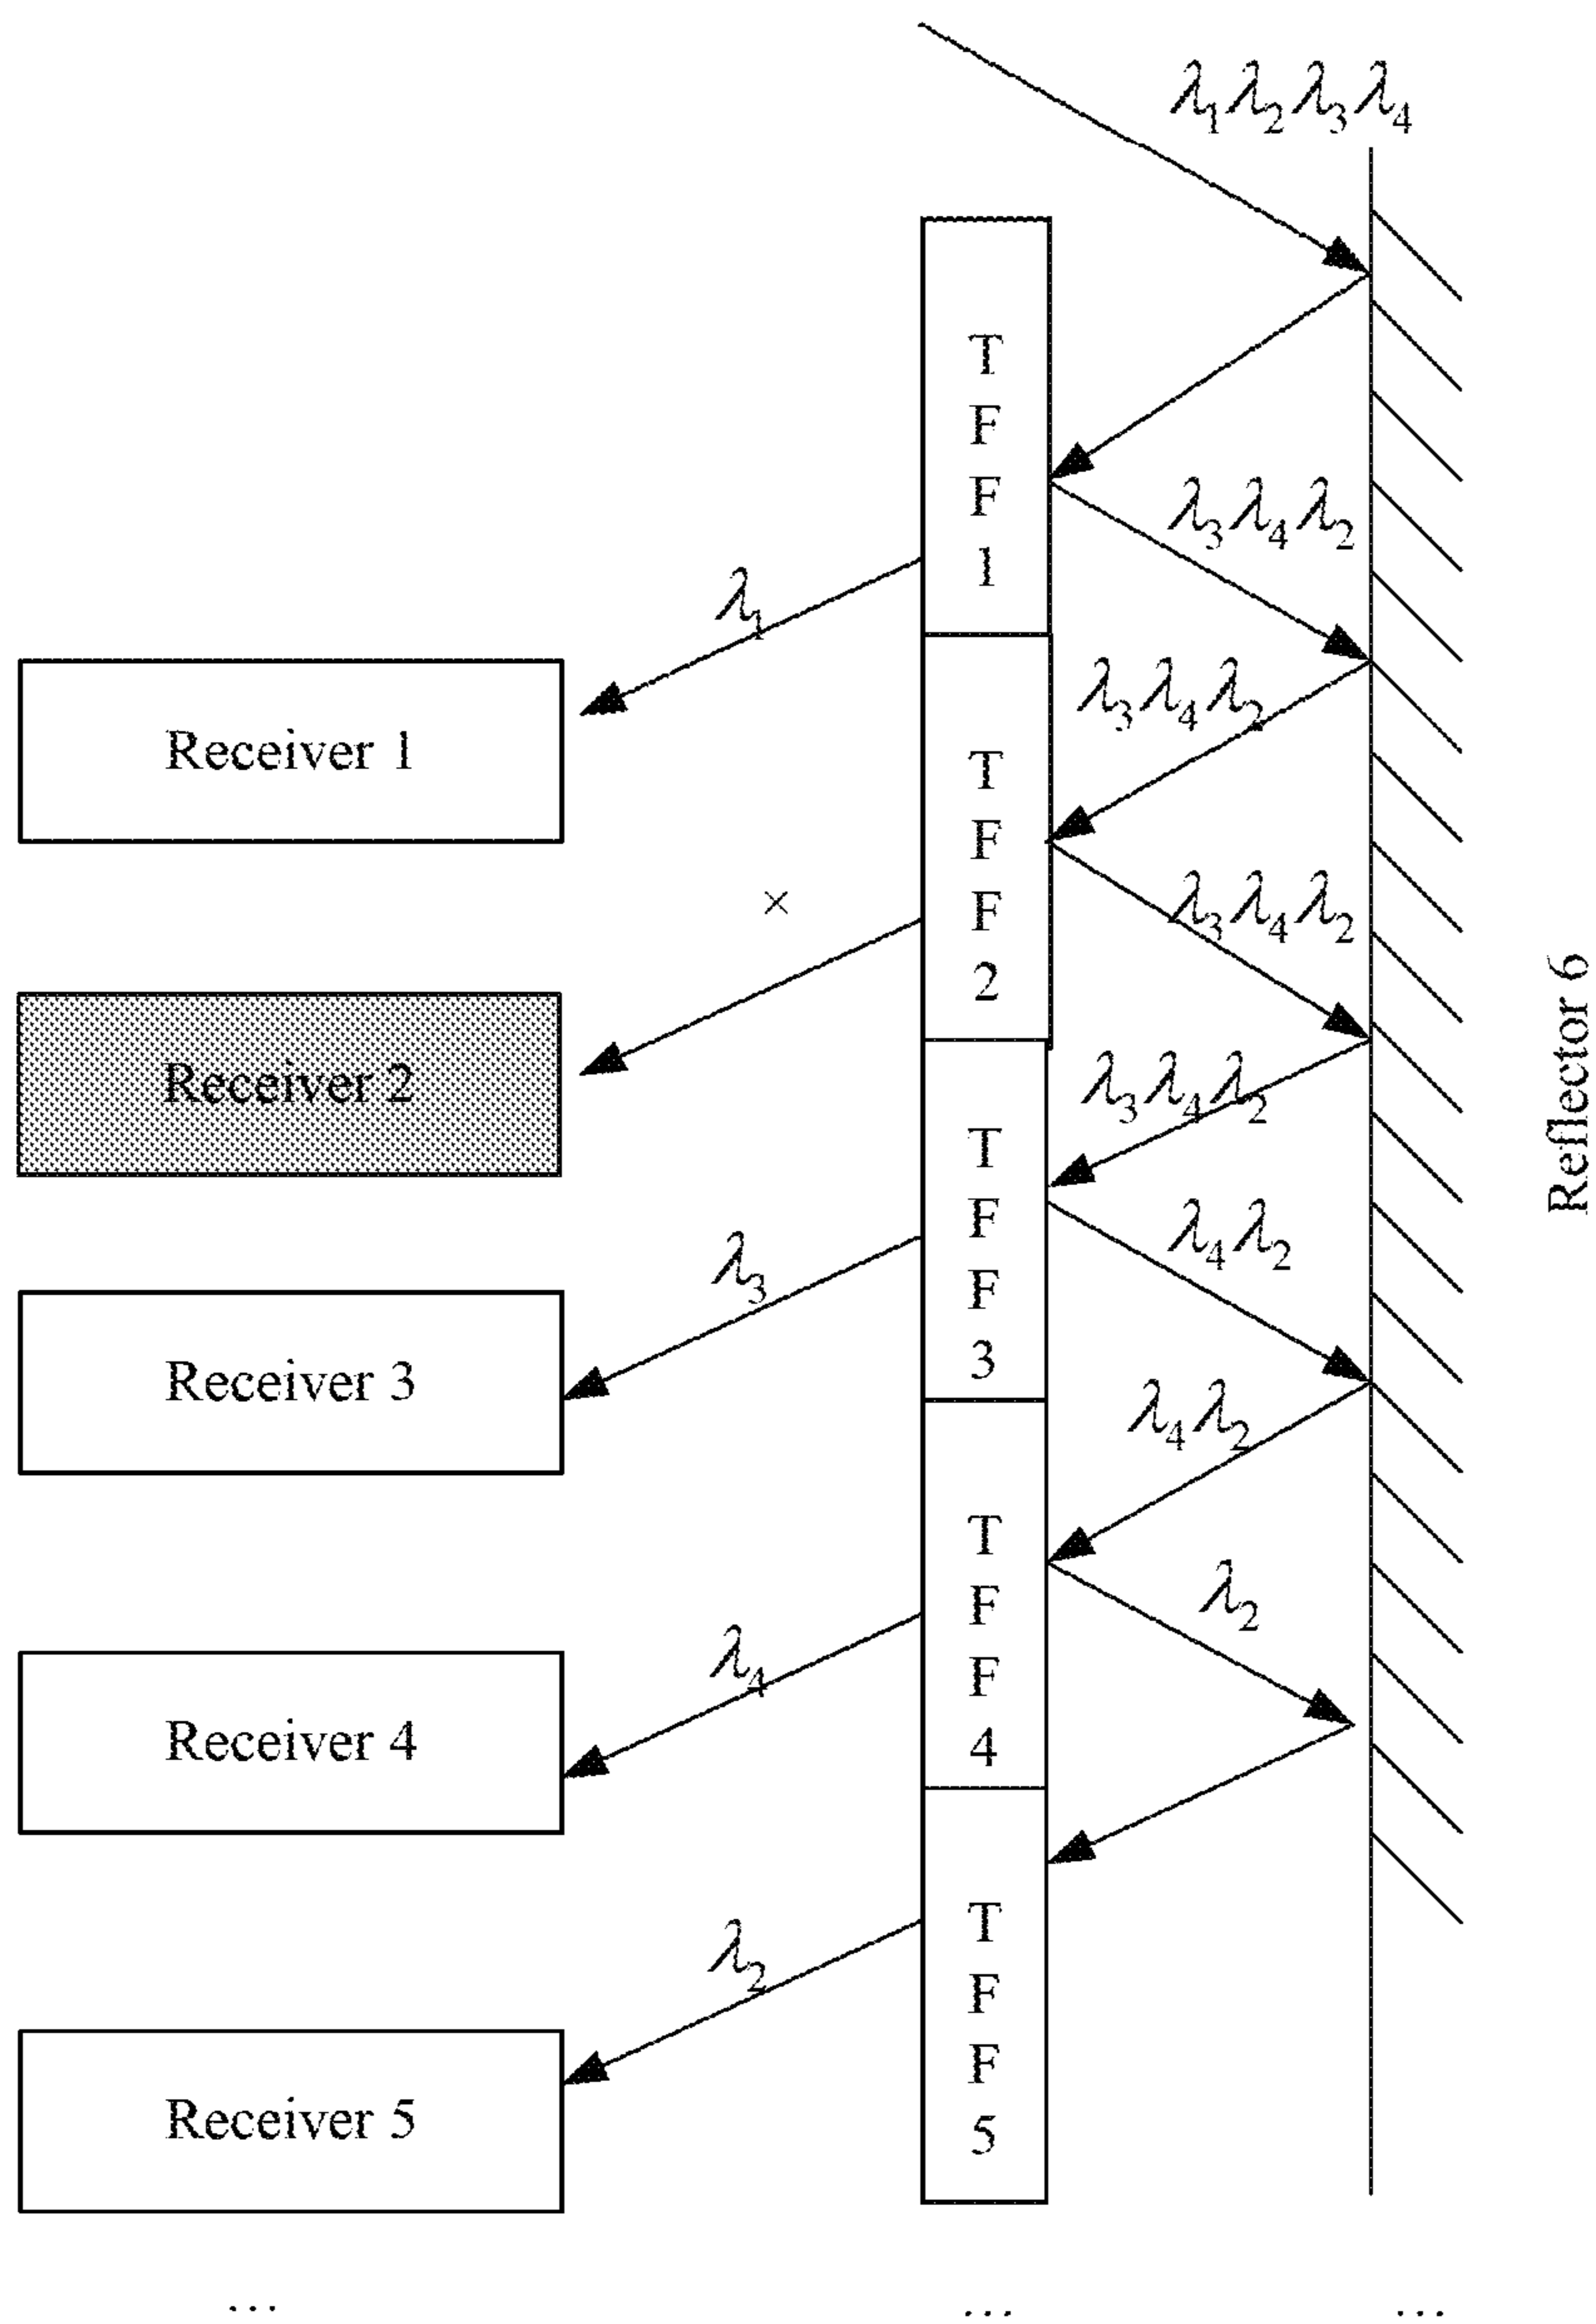 λ1λ2λ3λ4
T
F
F
1
λ3λ4λ2
λ1
Receiver 1
λ3λ4λ2
T
F
F
2
×
λ3λ4λ2
Receiver 2
λ3λ4λ2
Reflector 6
T
F
F
3
λ4λ2
λ3
Receiver 3
λ4λ2
T
F
F
4
λ2
λ4
Receiver 4
T
F
F
5
λ2
Receiver 5
... ... ...